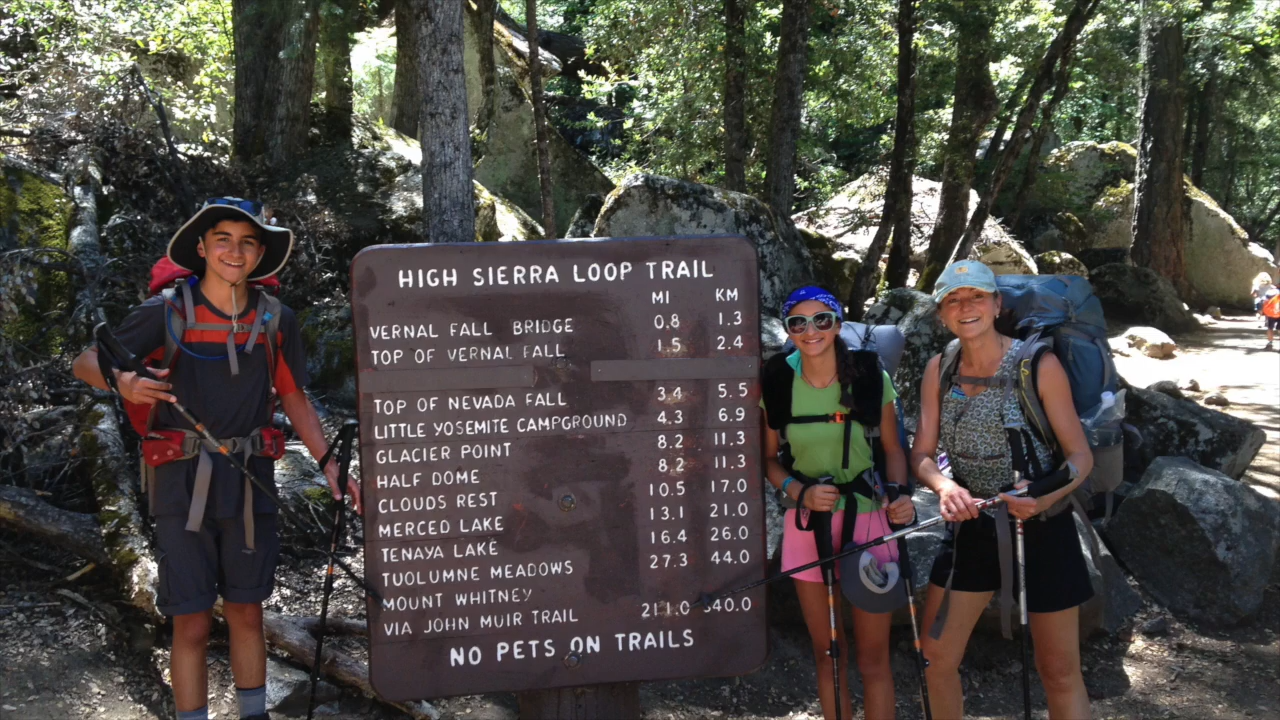 HIGH SIERRA LOOP TRAIL
MI KM
VERNAL FALL BRIDGE 0.8 1.3
TOP OF VERNAL FALL 1.5 2.4
TOP OF NEVADA FALL 3.4 5.5
LITTLE YOSEMITE CAMPGROUND 4.3 6.9
GLACIER POINT 8.2 11.3
HALF DOME 8.2 11.3
CLOUDS REST 10.5 17.0
MERCED LAKE 13.1 21.0
TENAYA LAKE 16.4 26.0
TUOLUMNE MEADOWS 27.3 44.0
MOUNT WHITNEY
VIA JOHN MUIR TRAIL 211.0 340.0
NO PETS ON TRAILS